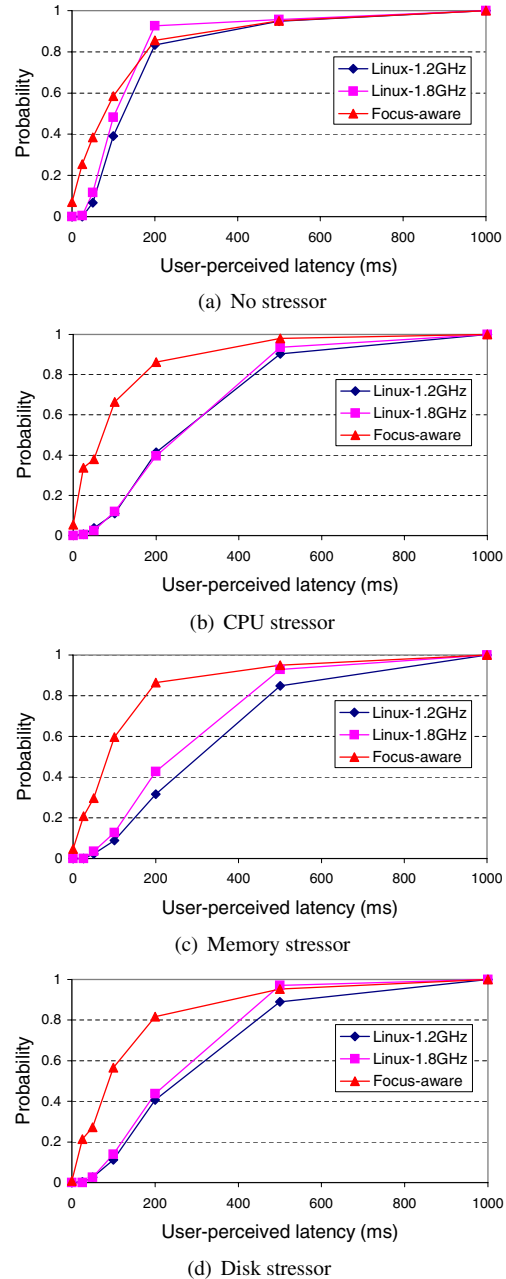 1
0.8
0.6
0.4
0.2
0
Probability
Linux-1.2GHz
Linux-1.8GHz
Focus-aware
0 200 400 600 800 1000
User-perceived latency (ms)
(a) No stressor
1
0.8
0.6
0.4
0.2
0
Probability
Linux-1.2GHz
Linux-1.8GHz
Focus-aware
0 200 400 600 800 1000
User-perceived latency (ms)
(b) CPU stressor
1
0.8
0.6
0.4
0.2
0
Probability
Linux-1.2GHz
Linux-1.8GHz
Focus-aware
0 200 400 600 800 1000
User-perceived latency (ms)
(c) Memory stressor
1
0.8
0.6
0.4
0.2
0
Probability
Linux-1.2GHz
Linux-1.8GHz
Focus-aware
0 200 400 600 800 1000
User-perceived latency (ms)
(d) Disk stressor